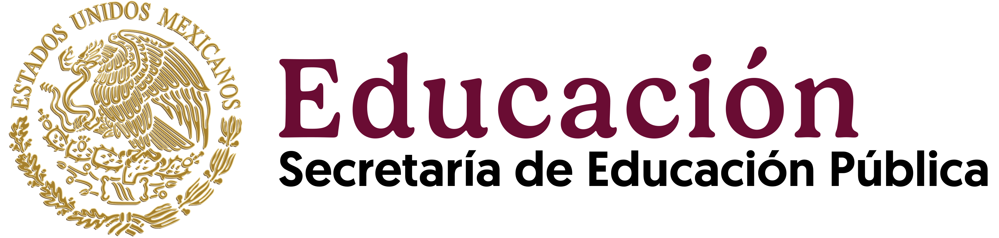 ESTADOS UNIDOS MEXICANOS
Educación
Secretaría de Educación Pública